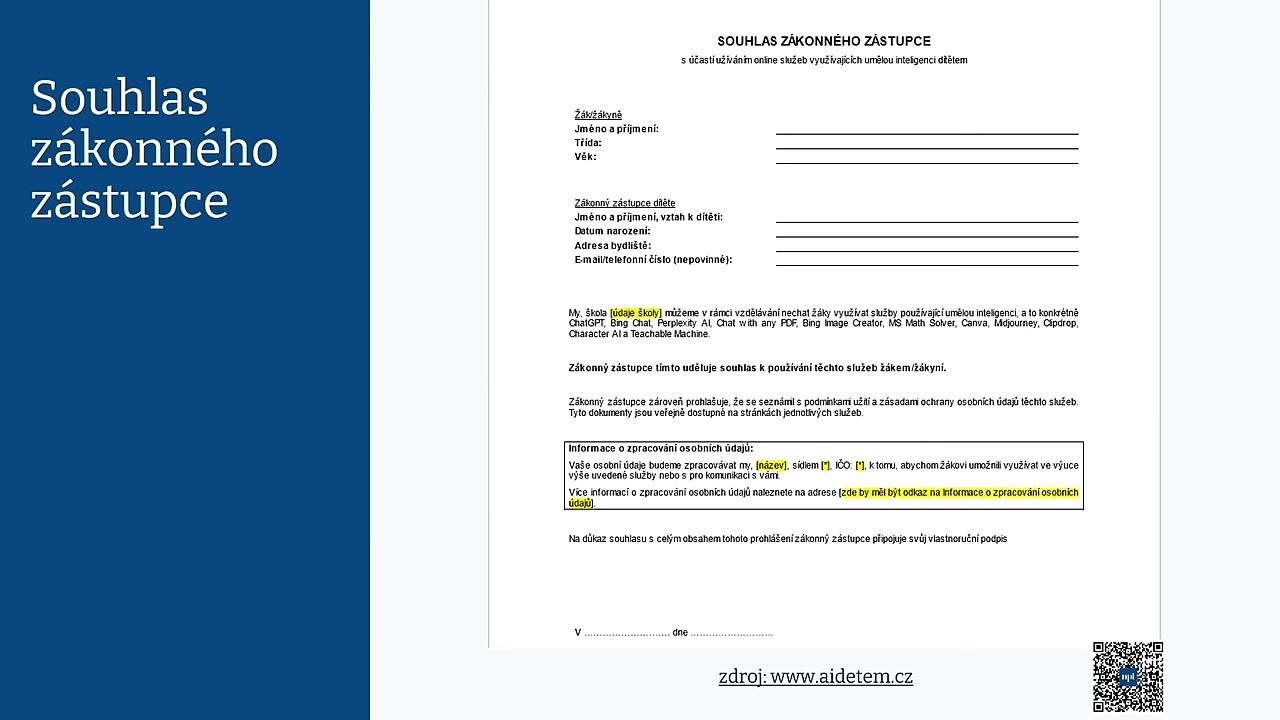 Souhlas
zákonného
zástupce
SOUHLAS ZÁKONNÉHO ZÁSTUPCE
s účastí užíváním online služeb využívajících umělou inteligenci dítětem
Žák/žákyně
Jméno a příjmení:
Třída:
Věk:
Zákonný zástupce dítěte
Jméno a příjmení, vztah k dítěti:
Datum narození:
Adresa bydliště:
E-mail/telefonní číslo (nepovinné):
My, škola [údaje školy] můžeme v rámci vzdělávání nechat žáky využívat služby používající umělou inteligenci, a to konkrétně
ChatGPT, Bing Chat, Perplexity AI, Chat with any PDF, Bing Image Creator, MS Math Solver, Canva, Midjourney, Clipdrop,
Character AI a Teachable Machine.
Zákonný zástupce tímto uděluje souhlas k používání těchto služeb žákem/žákyní.
Zákonný zástupce zároveň prohlašuje, že se seznámil s podmínkami užití a zásadami ochrany osobních údajů těchto služeb.
Tyto dokumenty jsou veřejně dostupné na stránkách jednotlivých služeb.
Informace o zpracování osobních údajů:
Vaše osobní údaje budeme zpracovávat my, [název], sídlem [*], IČO: [*], k tomu, abychom žákovi umožnili využívat ve výuce
výše uvedené služby nebo s pro komunikaci s vámi.
Více informací o zpracování osobních údajů naleznete na adrese [zde by měl být odkaz na Informace o zpracování osobních
údajů].
Na důkaz souhlasu s celým obsahem tohoto prohlášení zákonný zástupce připojuje svůj vlastnoruční podpis
V ............................ dne ............................
zdroj: www.aidetem.cz
npi